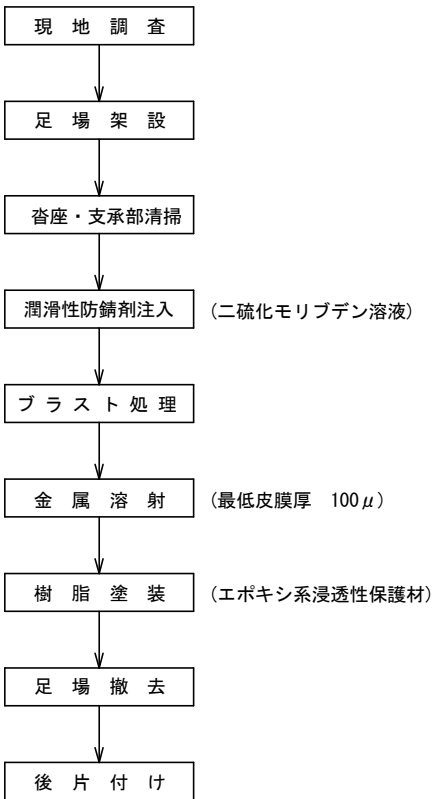 現地調査
足場架設
沓座・支承部清掃
潤滑性防錆剤注入 (二硫化モリブデン溶液)
ブラスト処理
金属溶射 (最低皮膜厚 100μ)
樹脂塗装 (エポキシ系浸透性保護材)
足場撤去
後片付け